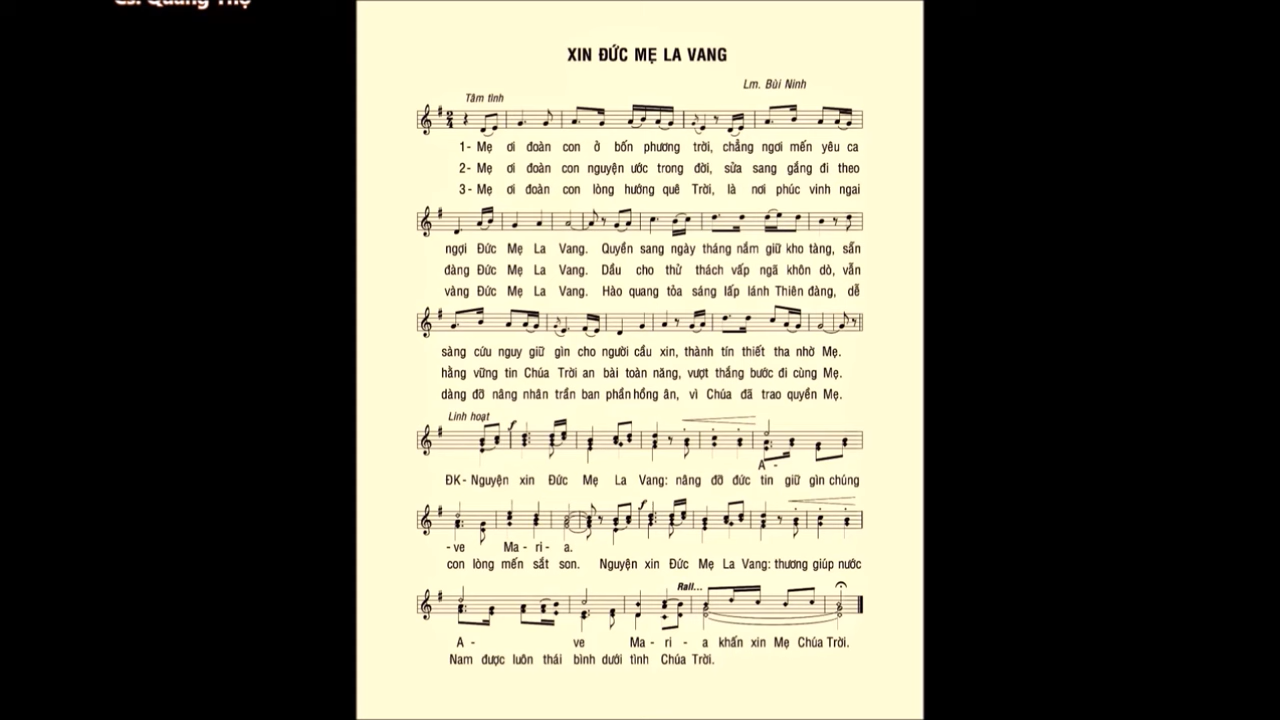 Cs. Quang Thọ
XIN ĐỨC MẸ LA VANG
Lm. Bùi Ninh
Tâm tình
1- Mẹ ơi đoàn con ở bốn phương trời, chẳng ngơi mến yêu ca
2- Mẹ ơi đoàn con nguyện ước trong đời, sửa sang gắng đi theo
3- Mẹ ơi đoàn con lòng hướng quê Trời, là nơi phúc vinh ngai
ngợi Đức Mẹ La Vang. Quyền sang ngày tháng nắm giữ kho tàng, sẵn
đàng Đức Mẹ La Vang. Dẫu cho thử thách vấp ngã khôn dò, vẫn
vàng Đức Mẹ La Vang. Hào quang tỏa sáng lấp lánh Thiên đàng, dễ
sàng cứu nguy giữ gìn cho người cầu xin, thành tín thiết tha nhờ Mẹ.
hằng vững tin Chúa Trời an bài toàn năng, vượt thắng bước đi cùng Mẹ.
dàng đỡ nâng nhân trần ban phần hồng ân, vì Chúa đã trao quyền Mẹ.
Linh hoạt
f
A -
ĐK- Nguyện xin Đức Mẹ La Vang: nâng đỡ đức tin giữ gìn chúng
f
- ve Ma - ri - a.
con lòng mến sắt son. Nguyện xin Đức Mẹ La Vang: thương giúp nước
Rall...
A - ve Ma - ri - a khấn xin Mẹ Chúa Trời.
Nam được luôn thái bình dưới tình Chúa Trời.